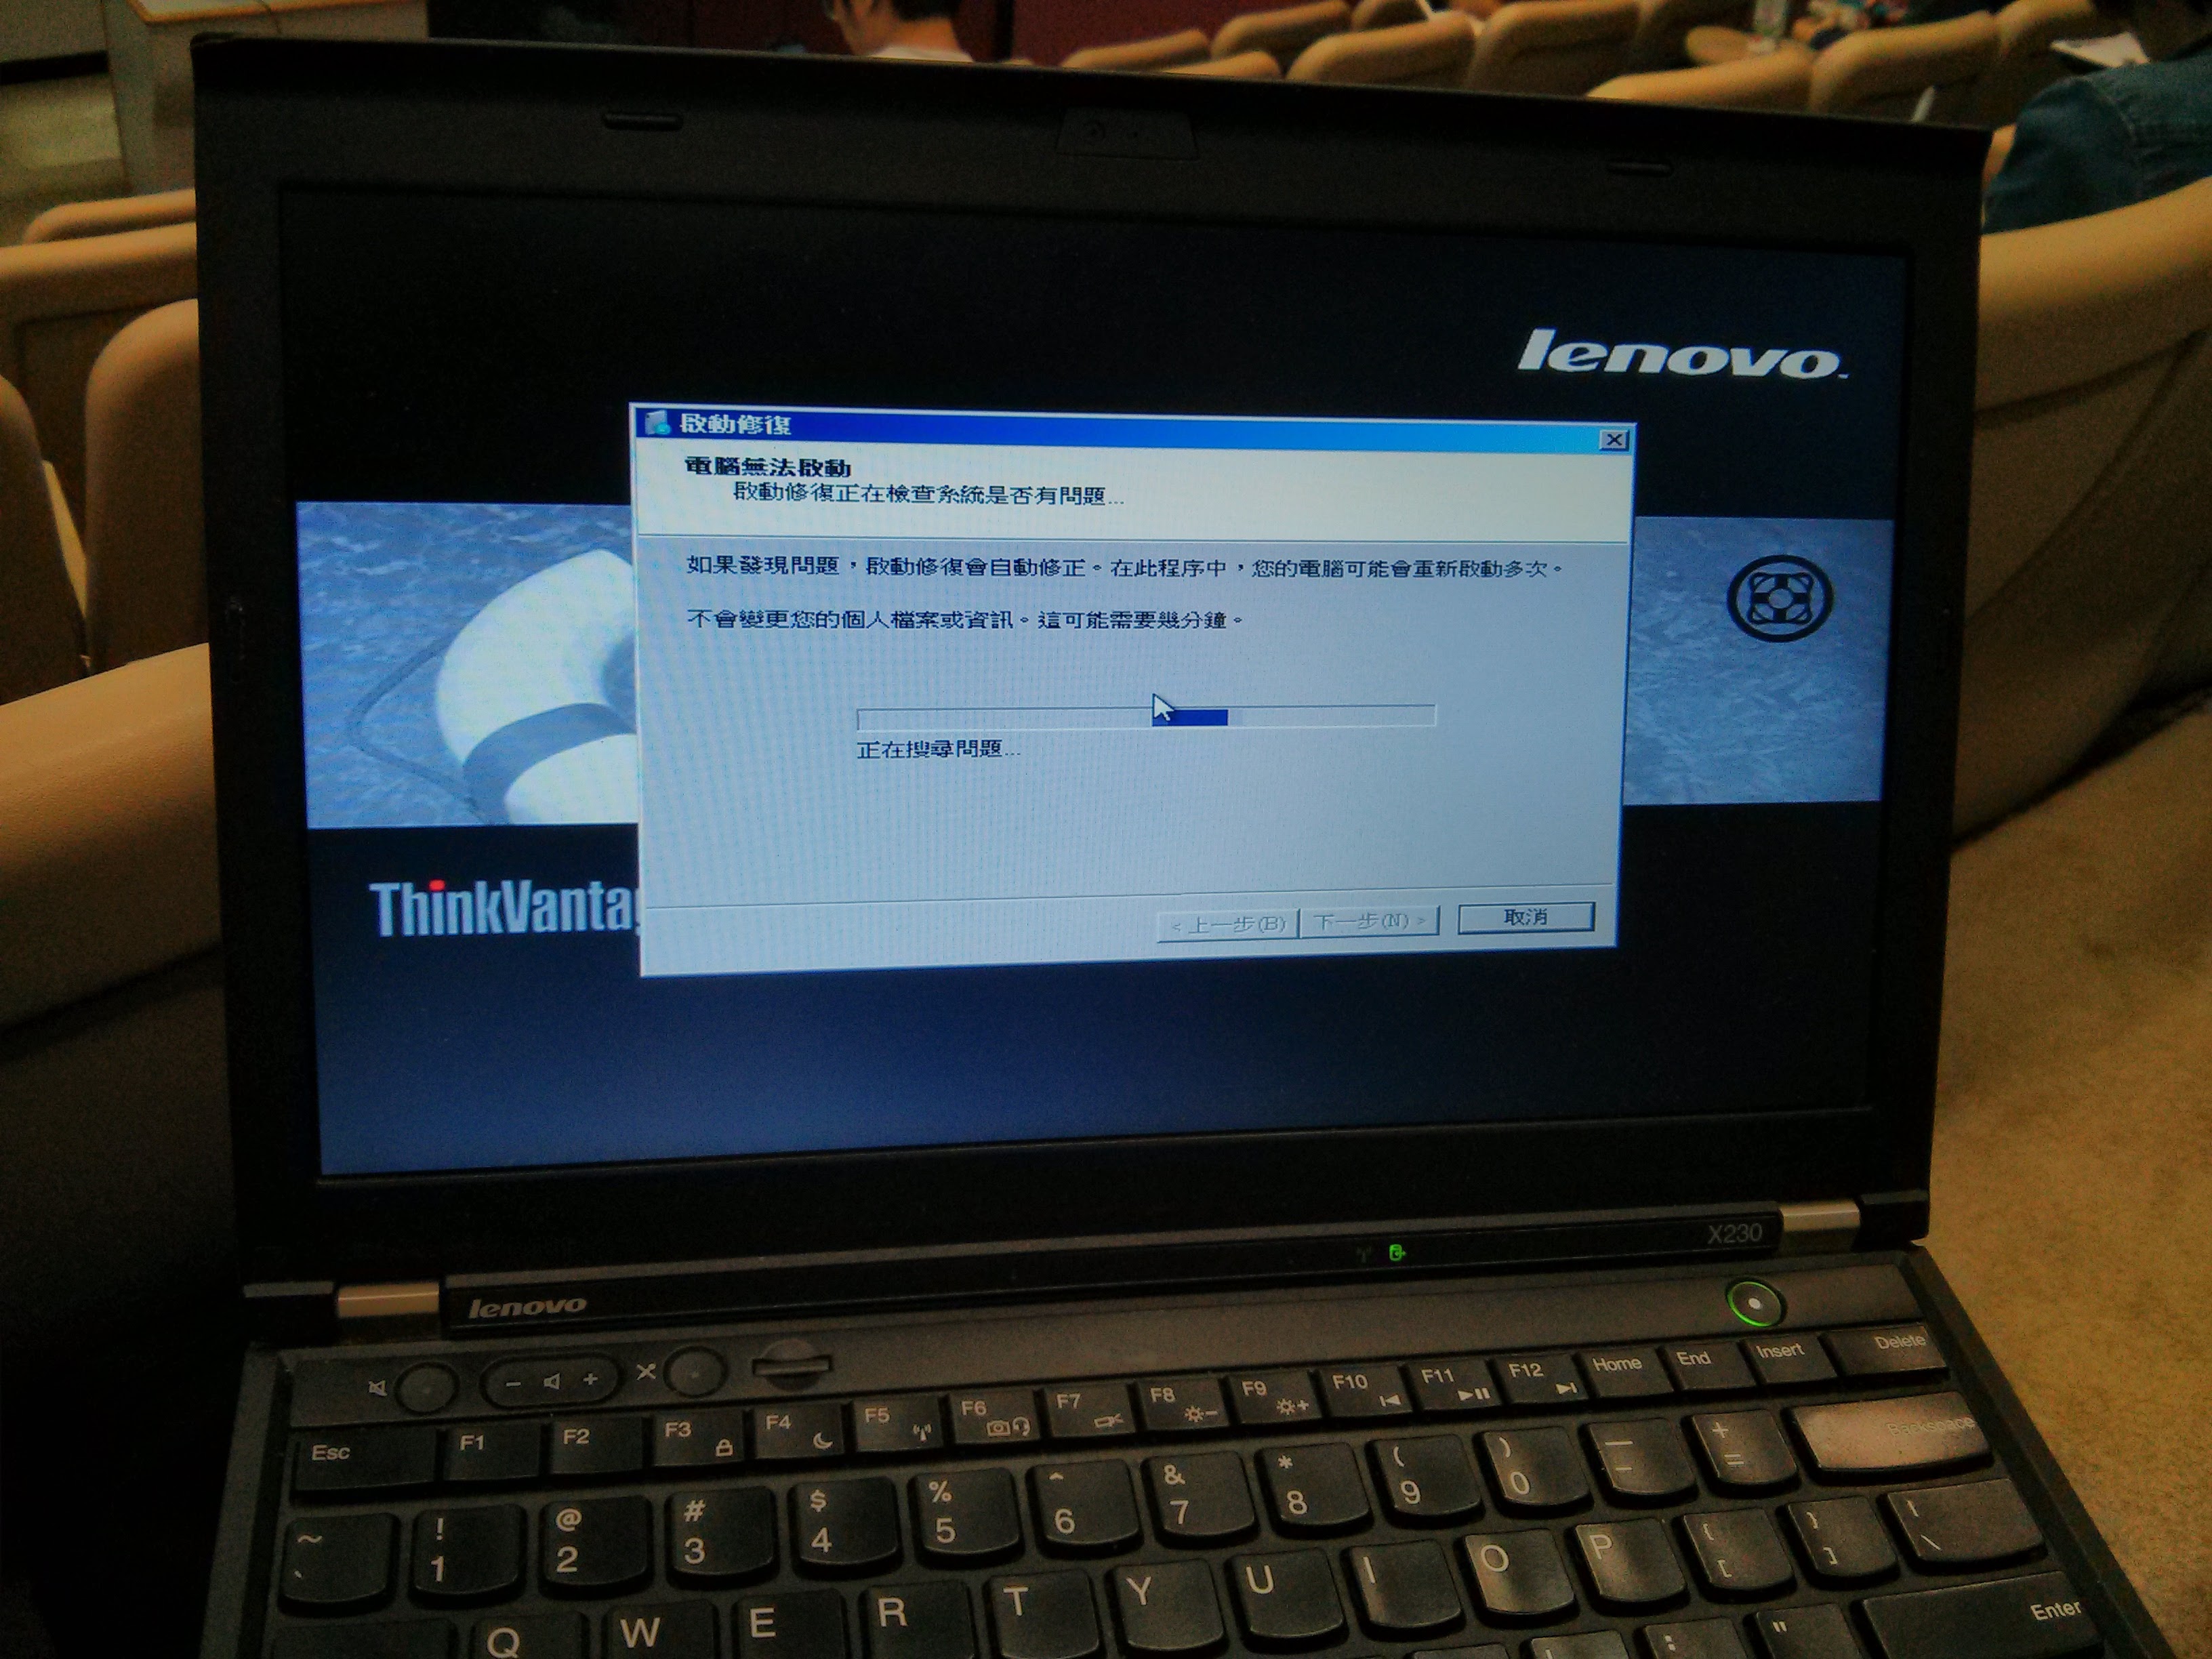 lenovo
啟動修復
電腦無法啟動
啟動修復正在檢查系統是否有問題...
如果發現問題，啟動修復會自動修正。在此程序中，您的電腦可能會重新啟動多次。
不會變更您的個人檔案或資訊。這可能需要幾分鐘。
正在搜尋問題...
ThinkVanta
< 上一步(B) 下一步(N) > 取消
X230
lenovo
Esc F1 F2 F3 F4 F5 F6 F7 F8 F9 F10 F11 F12 Home End Insert Delete
~ ! @ # $ % ^ & * ( ) — +
` 1 2 3 4 5 6 7 8 9 0 – = Backspace
Q W E R T Y U I O P { [ } ] | \
: " Enter